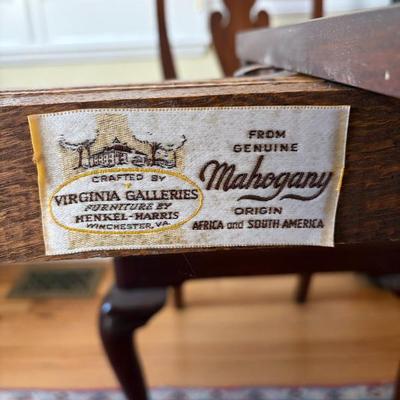 CRAFTED BY
VIRGINIA GALLERIES
FURNITURE BY
HENKEL-HARRIS
WINCHESTER, VA.
FROM
GENUINE
Mahogany
ORIGIN
AFRICA and SOUTH AMERICA